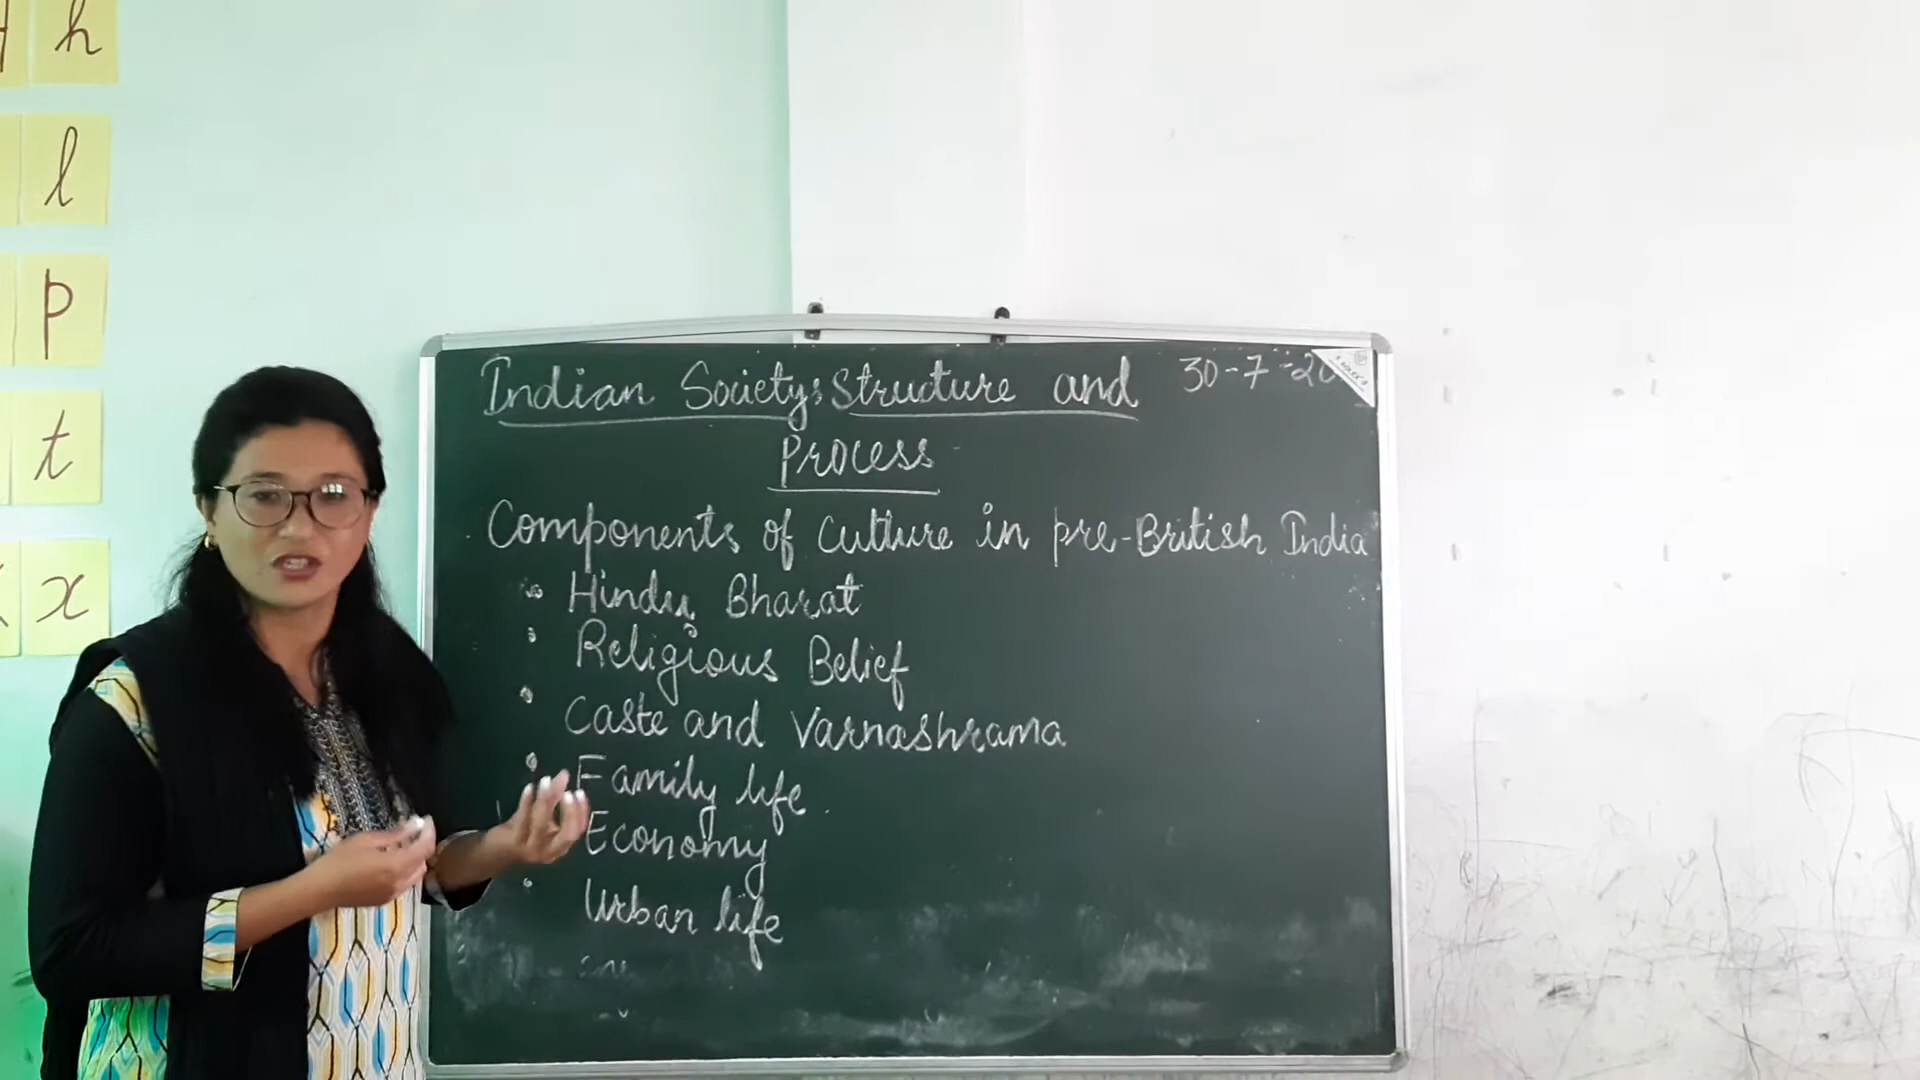 h
l
p
t
x
Indian Society: Structure and 30-7-20
Process
Components of Culture in pre-British India
Hindu Bharat
Religious Belief
Caste and Varnashrama
Family life
Economy
Urban life